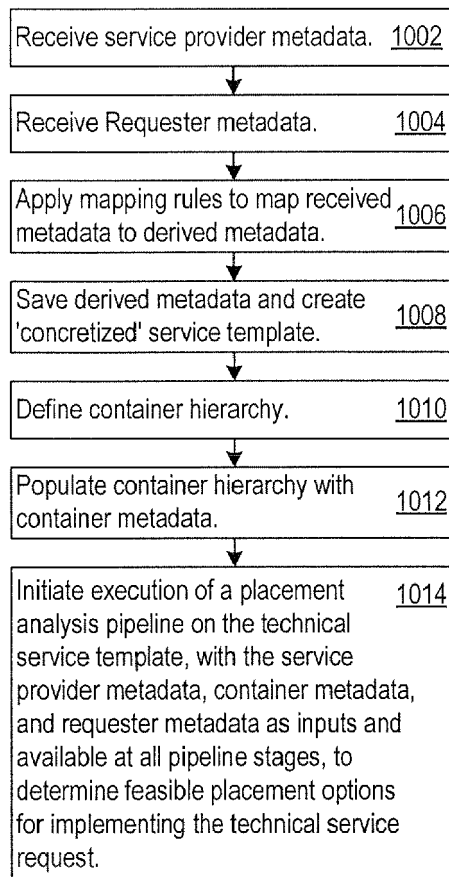 Receive service provider metadata. 1002
Receive Requester metadata. 1004
Apply mapping rules to map received
metadata to derived metadata. 1006
Save derived metadata and create
'concretized' service template. 1008
Define container hierarchy. 1010
Populate container hierarchy with
container metadata. 1012
Initiate execution of a placement 1014
analysis pipeline on the technical
service template, with the service
provider metadata, container metadata,
and requester metadata as inputs and
available at all pipeline stages, to
determine feasible placement options
for implementing the technical service
request.